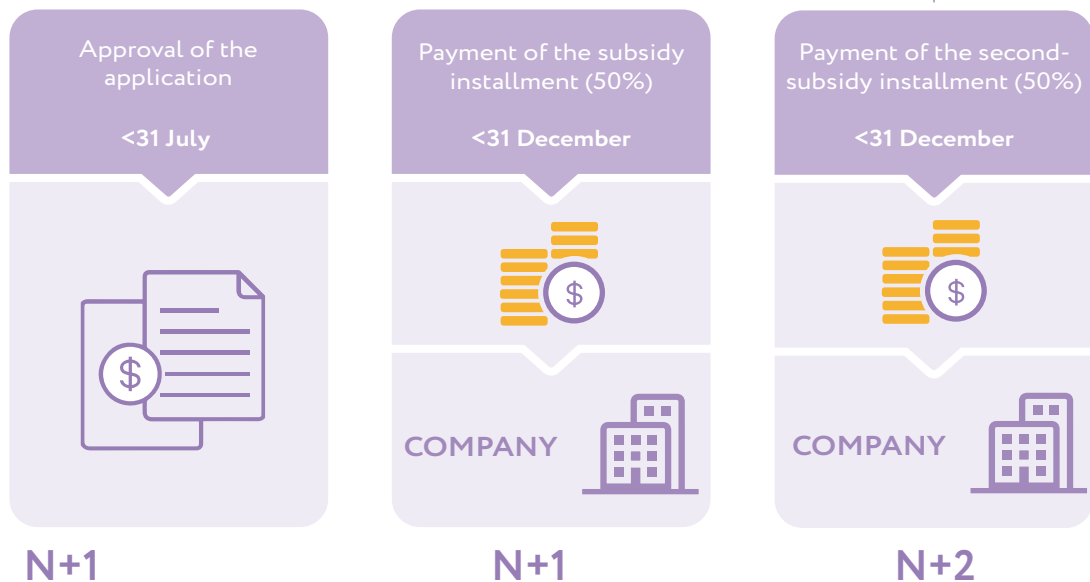 Approval of the
application
<31 July
N+1
Payment of the subsidy
installment (50%)
<31 December
$
COMPANY
N+1
Payment of the second-
subsidy installment (50%)
<31 December
$
COMPANY
N+2
$